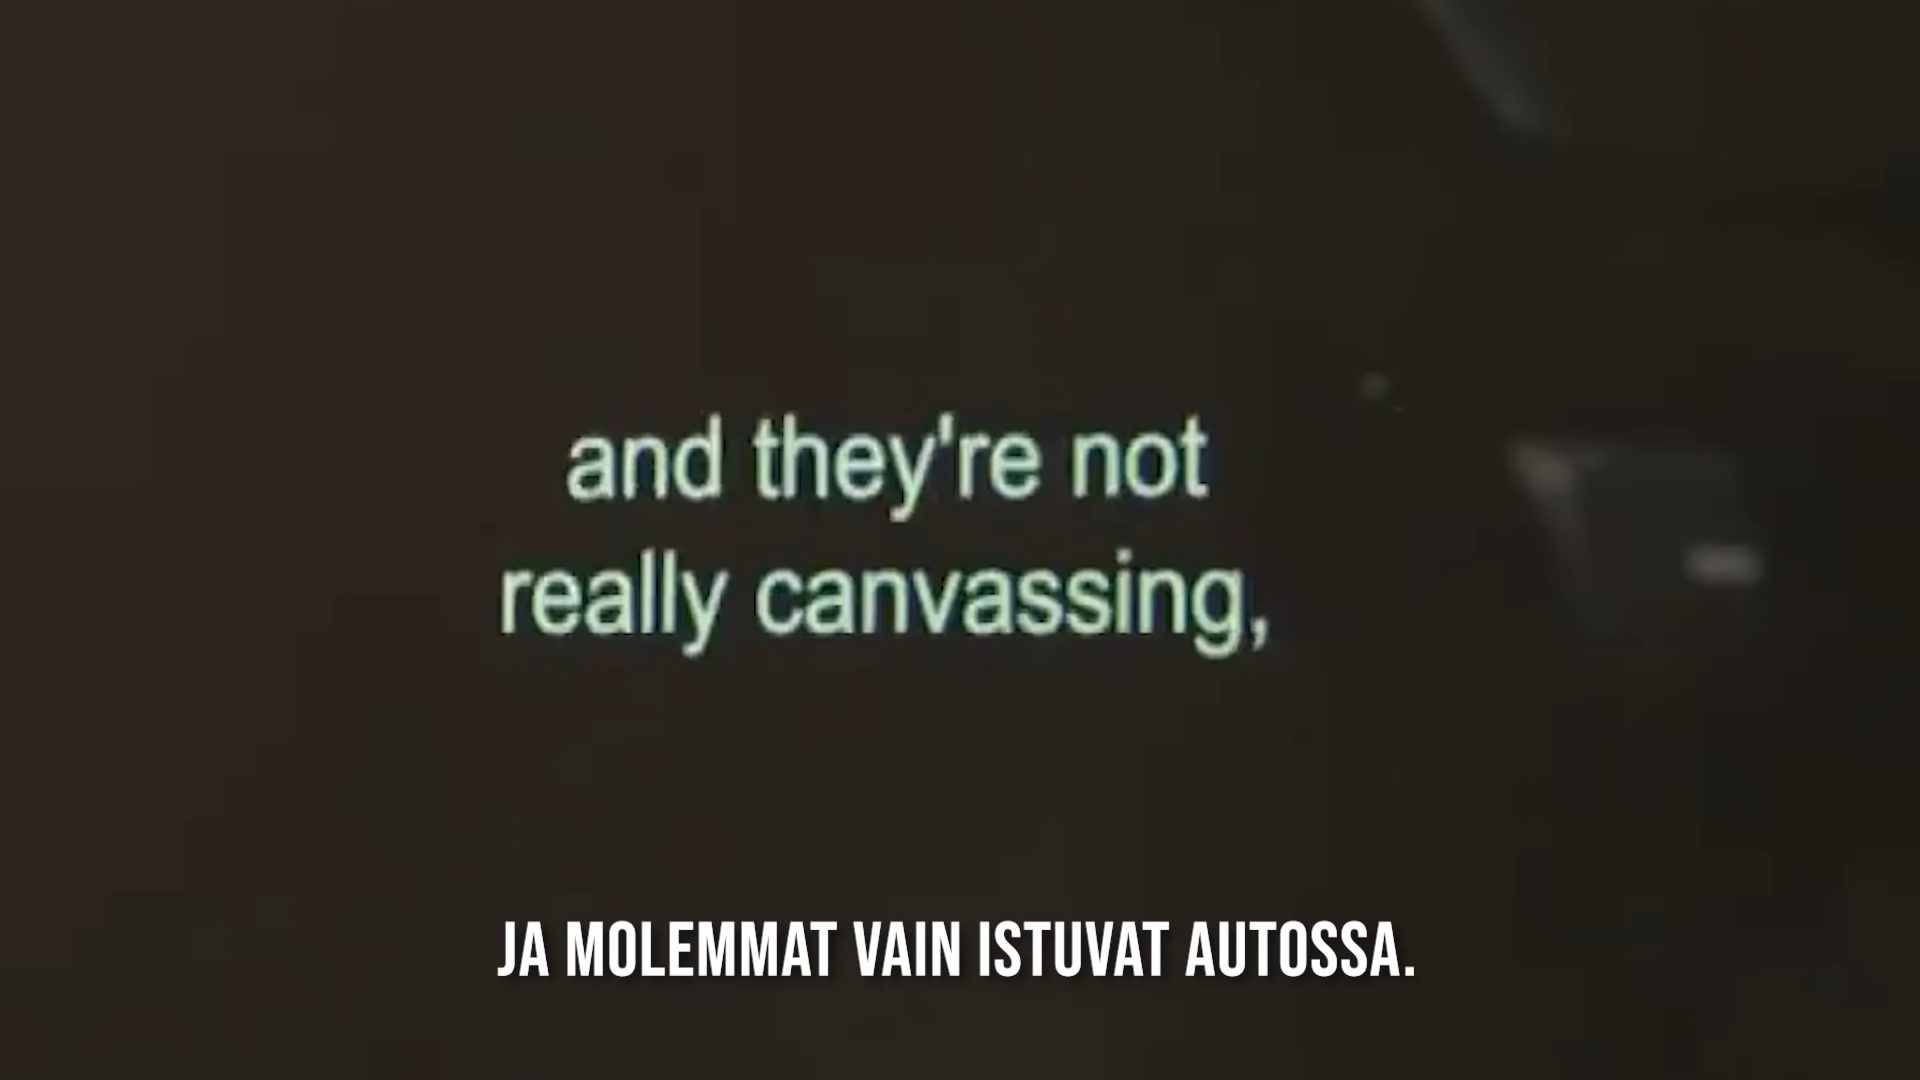 and they're not
really canvassing,
JA MOLEMMAT VAIN ISTUVAT AUTOSSA.